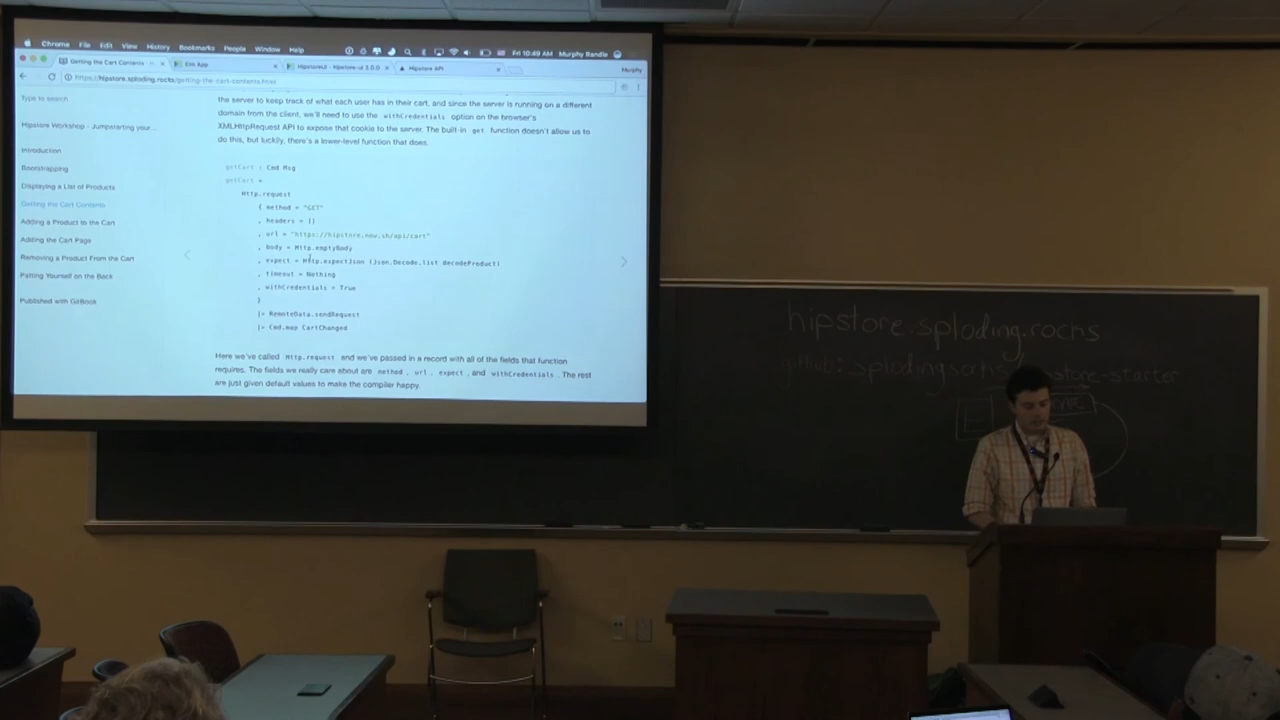 Chrome File Edit View History Bookmarks People Window Help Fri 10:49 AM Murphy Randle
Getting the Cart Contents Elm App HipstoreUI - hipstore-ui 3.0.0 Hipstore API Murphy
https://hipstore.sploding.rocks/getting-the-cart-contents.html
Type to search
Hipstore Workshop - Jumpstarting your...
Introduction
Bootstrapping
Displaying a List of Products
Getting the Cart Contents
Adding a Product to the Cart
Adding the Cart Page
Removing a Product From the Cart
Patting Yourself on the Back
Published with GitBook
the server to keep track of what each user has in their cart, and since the server is running on a different
domain from the client, we'll need to use the withCredentials option on the browser's
XMLHttpRequest API to expose that cookie to the server. The built-in get function doesn't allow us to
do this, but luckily, there's a lower-level function that does.
getCart : Cmd Msg
getCart =
Http.request
{ method = "GET"
, headers = []
, url = "https://hipstore.now.sh/api/cart"
, body = Http.emptyBody
, expect = Http.expectJson (Json.Decode.list decodeProduct)
, timeout = Nothing
, withCredentials = True
}
|> RemoteData.sendRequest
|> Cmd.map CartChanged
Here we've called Http.request and we've passed in a record with all of the fields that function
requires. The fields we really care about are method , url , expect , and withCredentials . The rest
are just given default values to make the compiler happy.
hipstore.sploding.rocks